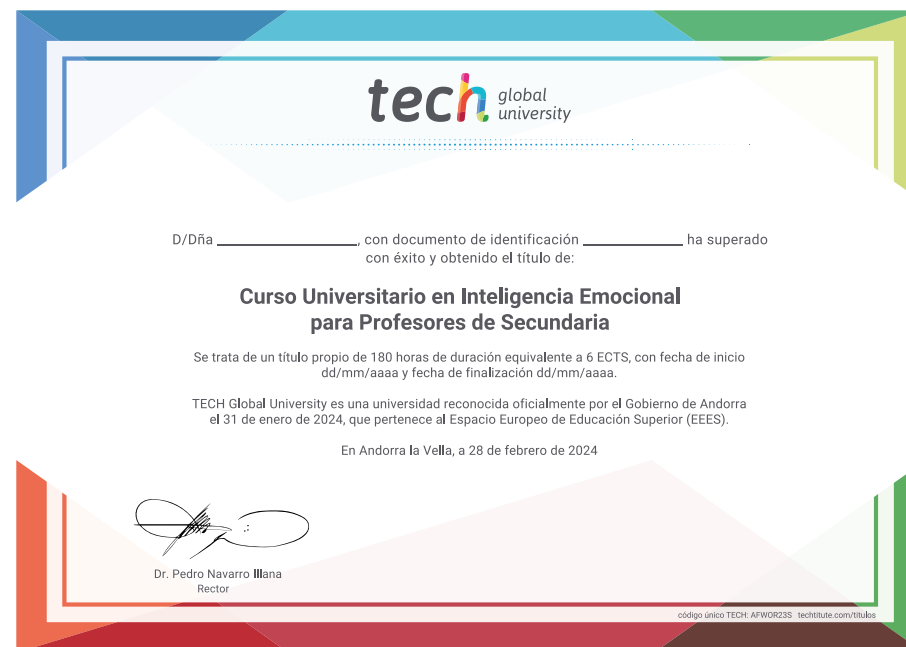 tech global university
D/Dña ____________________, con documento de identificación ______________ ha superado
con éxito y obtenido el título de:
Curso Universitario en Inteligencia Emocional
para Profesores de Secundaria
Se trata de un título propio de 180 horas de duración equivalente a 6 ECTS, con fecha de inicio
dd/mm/aaaa y fecha de finalización dd/mm/aaaa.
TECH Global University es una universidad reconocida oficialmente por el Gobierno de Andorra
el 31 de enero de 2024, que pertenece al Espacio Europeo de Educación Superior (EEES).
En Andorra la Vella, a 28 de febrero de 2024
Dr. Pedro Navarro Illana
Rector
código único TECH: AFWOR23S techtitute.com/titulos